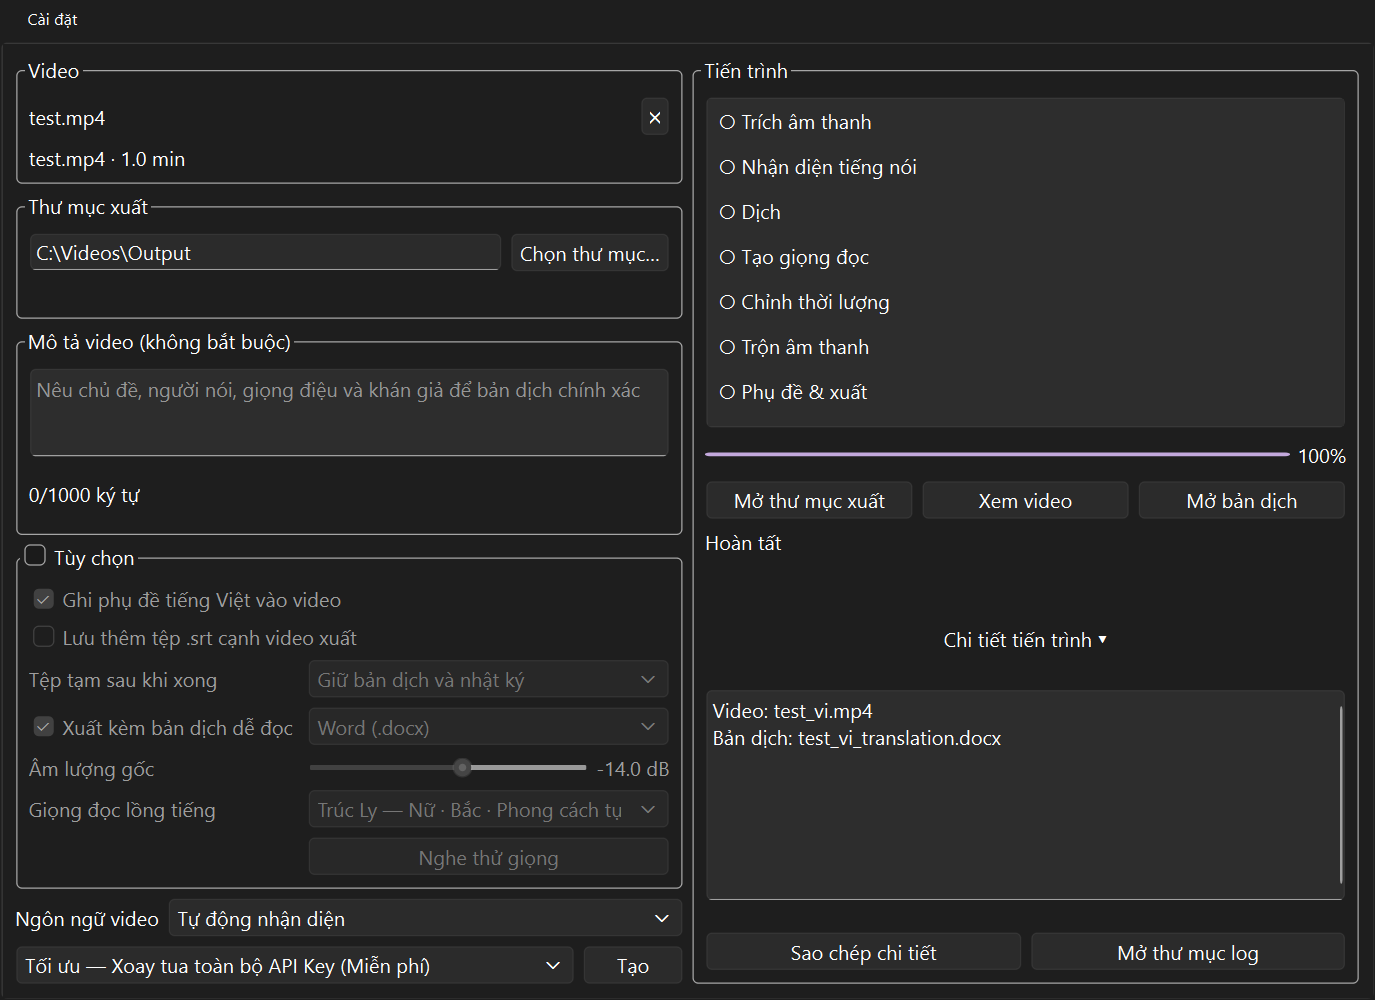 Cài đặt
Video
test.mp4
×
test.mp4 · 1.0 min
Thư mục xuất
C:\Videos\Output
Chọn thư mục...
Mô tả video (không bắt buộc)
Nêu chủ đề, người nói, giọng điệu và khán giả để bản dịch chính xác
0/1000 ký tự
Tùy chọn
Ghi phụ đề tiếng Việt vào video
Lưu thêm tệp .srt cạnh video xuất
Tệp tạm sau khi xong
Giữ bản dịch và nhật ký
Xuất kèm bản dịch dễ đọc
Word (.docx)
Âm lượng gốc
-14.0 dB
Giọng đọc lồng tiếng
Trúc Ly — Nữ · Bắc · Phong cách tụ
Nghe thử giọng
Ngôn ngữ video
Tự động nhận diện
Tối ưu — Xoay tua toàn bộ API Key (Miễn phí)
Tạo
Tiến trình
Trích âm thanh
Nhận diện tiếng nói
Dịch
Tạo giọng đọc
Chỉnh thời lượng
Trộn âm thanh
Phụ đề & xuất
100%
Mở thư mục xuất
Xem video
Mở bản dịch
Hoàn tất
Chi tiết tiến trình ▾
Video: test_vi.mp4
Bản dịch: test_vi_translation.docx
Sao chép chi tiết
Mở thư mục log